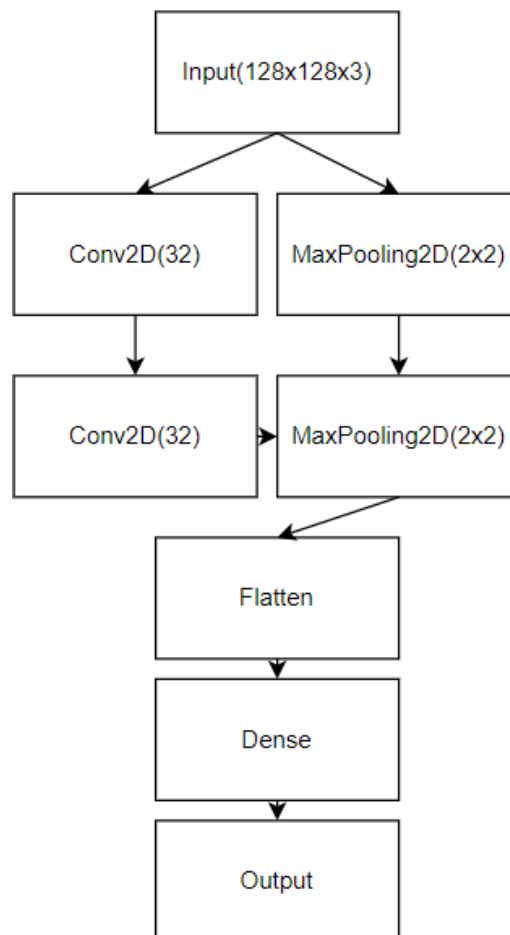 Input(128x128x3)
Conv2D(32)
MaxPooling2D(2x2)
Conv2D(32)
MaxPooling2D(2x2)
Flatten
Dense
Output